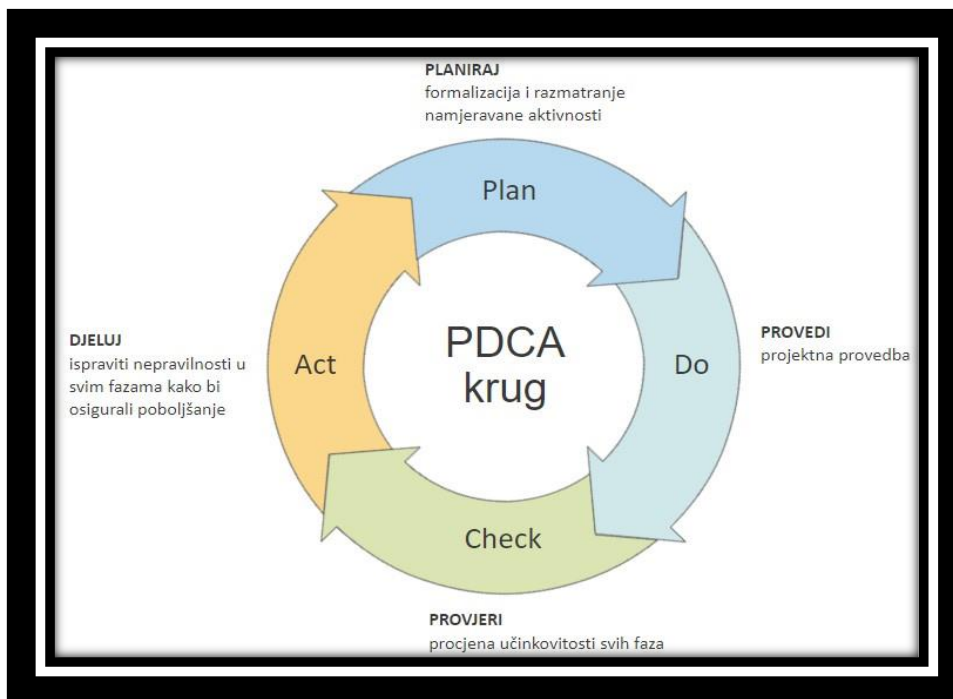 PLANIRAJ
formalizacija i razmatranje
namjeravane aktivnosti
Plan
PROVEDI
projektna provedba
Do
PDCA
krug
Act
DJELUJ
ispraviti nepravilnosti u
svim fazama kako bi
osigurali poboljšanje
Check
PROVJERI
procjena učinkovitosti svih faza